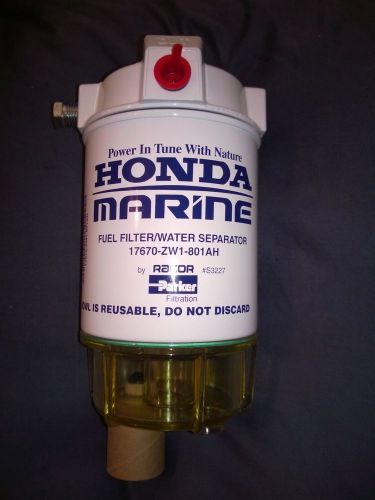 Power In Tune With Nature
HONDA
MARINE
FUEL FILTER/WATER SEPARATOR
17670-ZW1-801AH
by RACOR #S3227
Parker
Filtration
OWL IS REUSABLE, DO NOT DISCARD